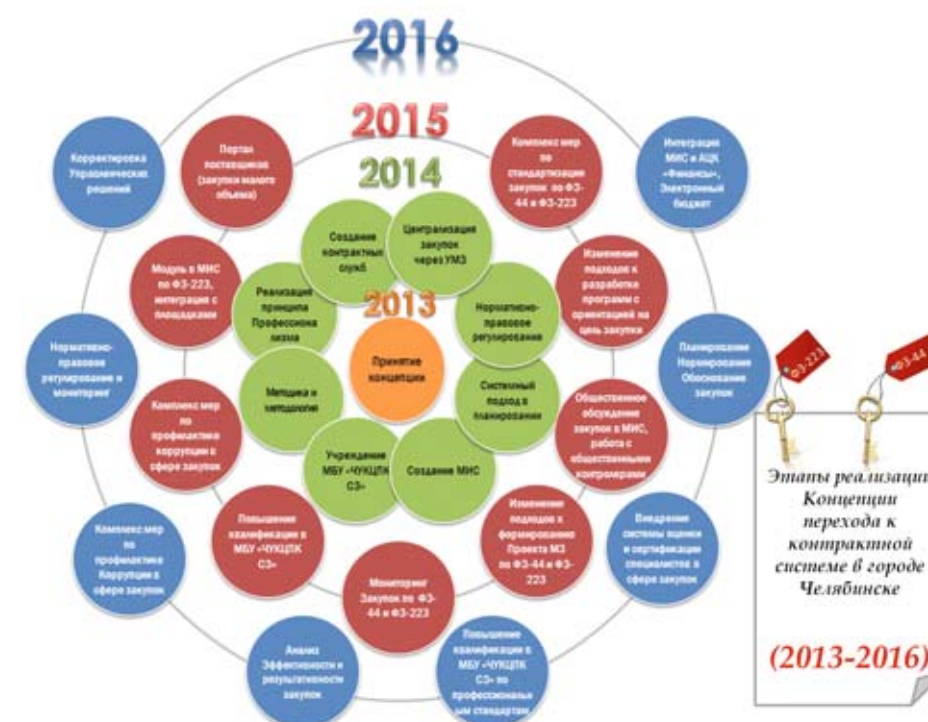 2016
2015
2014
2013
Принятие
концепции
Создание
контрактных
служб
Централизация
закупок
через УМЗ
Нормативно-
правовое
регулирование
Системный
подход в
планировании
Создание МИС
Учреждение
МБУ «ЧУКЦПК
СЗ»
Методика и
методология
Реализация
принципа
Профессиона
лизма
Портал
поставщиков
(закупки малого
объема)
Комплекс мер
по
стандартизации
закупок по ФЗ-
44 и ФЗ-223
Изменения
подходов к
разработке
программ с
ориентацией на
цель закупки
Общественное
обсуждение
закупок в МИС,
работа с
общественными
контролерами
Изменения
подходов к
формированию
Проекта МЗ
по ФЗ-44 и ФЗ-
223
Мониторинг
Закупок по ФЗ-
44 и ФЗ-223
Повышение
квалификации в
МБУ «ЧУКЦПК
СЗ»
Комплекс мер
по
профилактике
коррупции в
сфере закупок
Модуль в МИС
по ФЗ-223,
интеграция с
площадками
Корректировка
Управленческих
решений
Интеграция
МИС и АЦК
«Финансы»,
Электронный
бюджет
Планирование
Нормирование
Обоснование
закупок
Внедрение
системы оценки
и сертификации
специалистов в
сфере закупок
Повышение
квалификации в
МБУ «ЧУКЦПК
СЗ» по
профессиональн
ым стандартам
Анализ
Эффективности и
результативности
закупок
Комплекс мер
по
профилактике
Коррупции в
сфере закупок
Нормативно-
правовое
регулирование и
мониторинг
ФЗ-223
ФЗ-44
Этапы реализации
Концепции
перехода к
контрактной
системе в городе
Челябинске
(2013-2016)